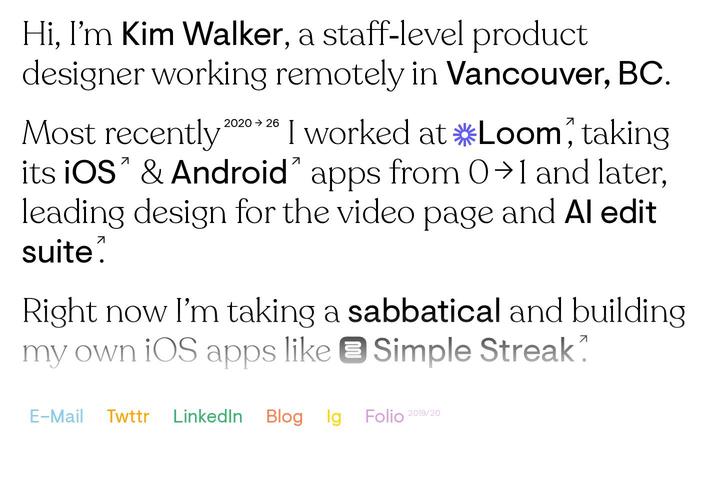 Hi, I’m Kim Walker, a staff-level product
designer working remotely in Vancouver, BC.
Most recently 2020→26 I worked at Loom↗, taking
its iOS↗ & Android↗ apps from 0→1 and later,
leading design for the video page and AI edit
suite↗.
Right now I’m taking a sabbatical and building
my own iOS apps like Simple Streak↗.
E-Mail Twttr LinkedIn Blog Ig Folio 2019/20